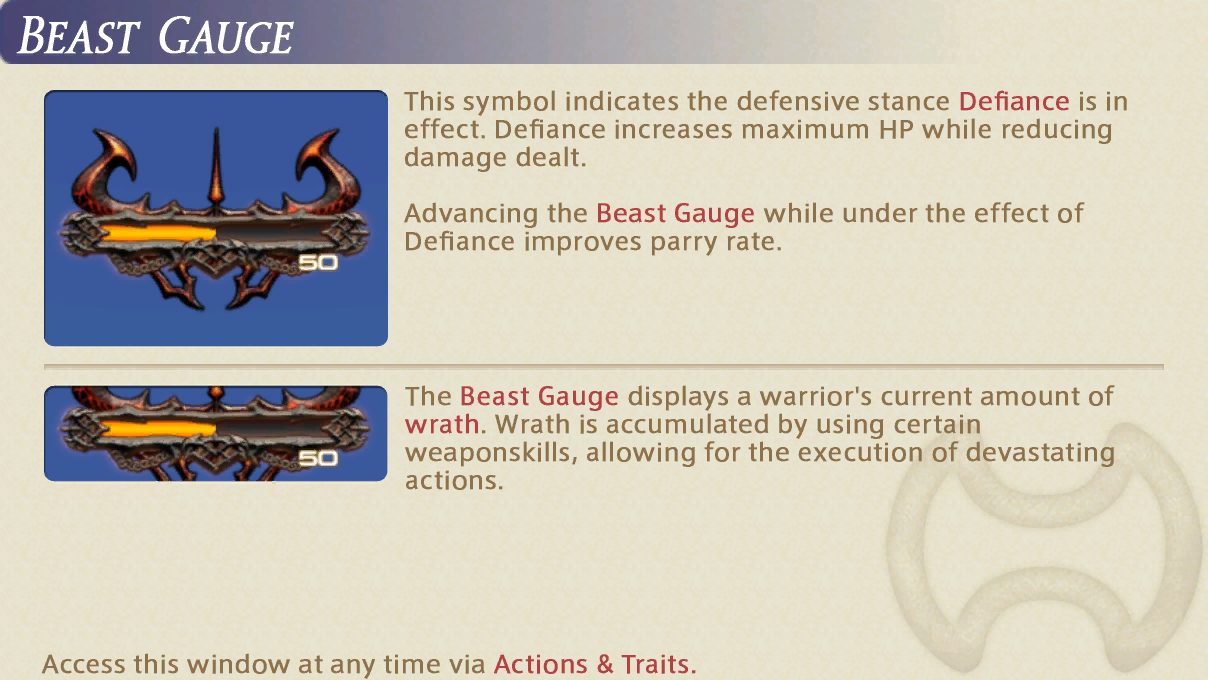 BEAST GAUGE
This symbol indicates the defensive stance Defiance is in
effect. Defiance increases maximum HP while reducing
damage dealt.
Advancing the Beast Gauge while under the effect of
Defiance improves parry rate.
50
The Beast Gauge displays a warrior's current amount of
wrath. Wrath is accumulated by using certain
weaponskills, allowing for the execution of devastating
actions.
50
Access this window at any time via Actions & Traits.